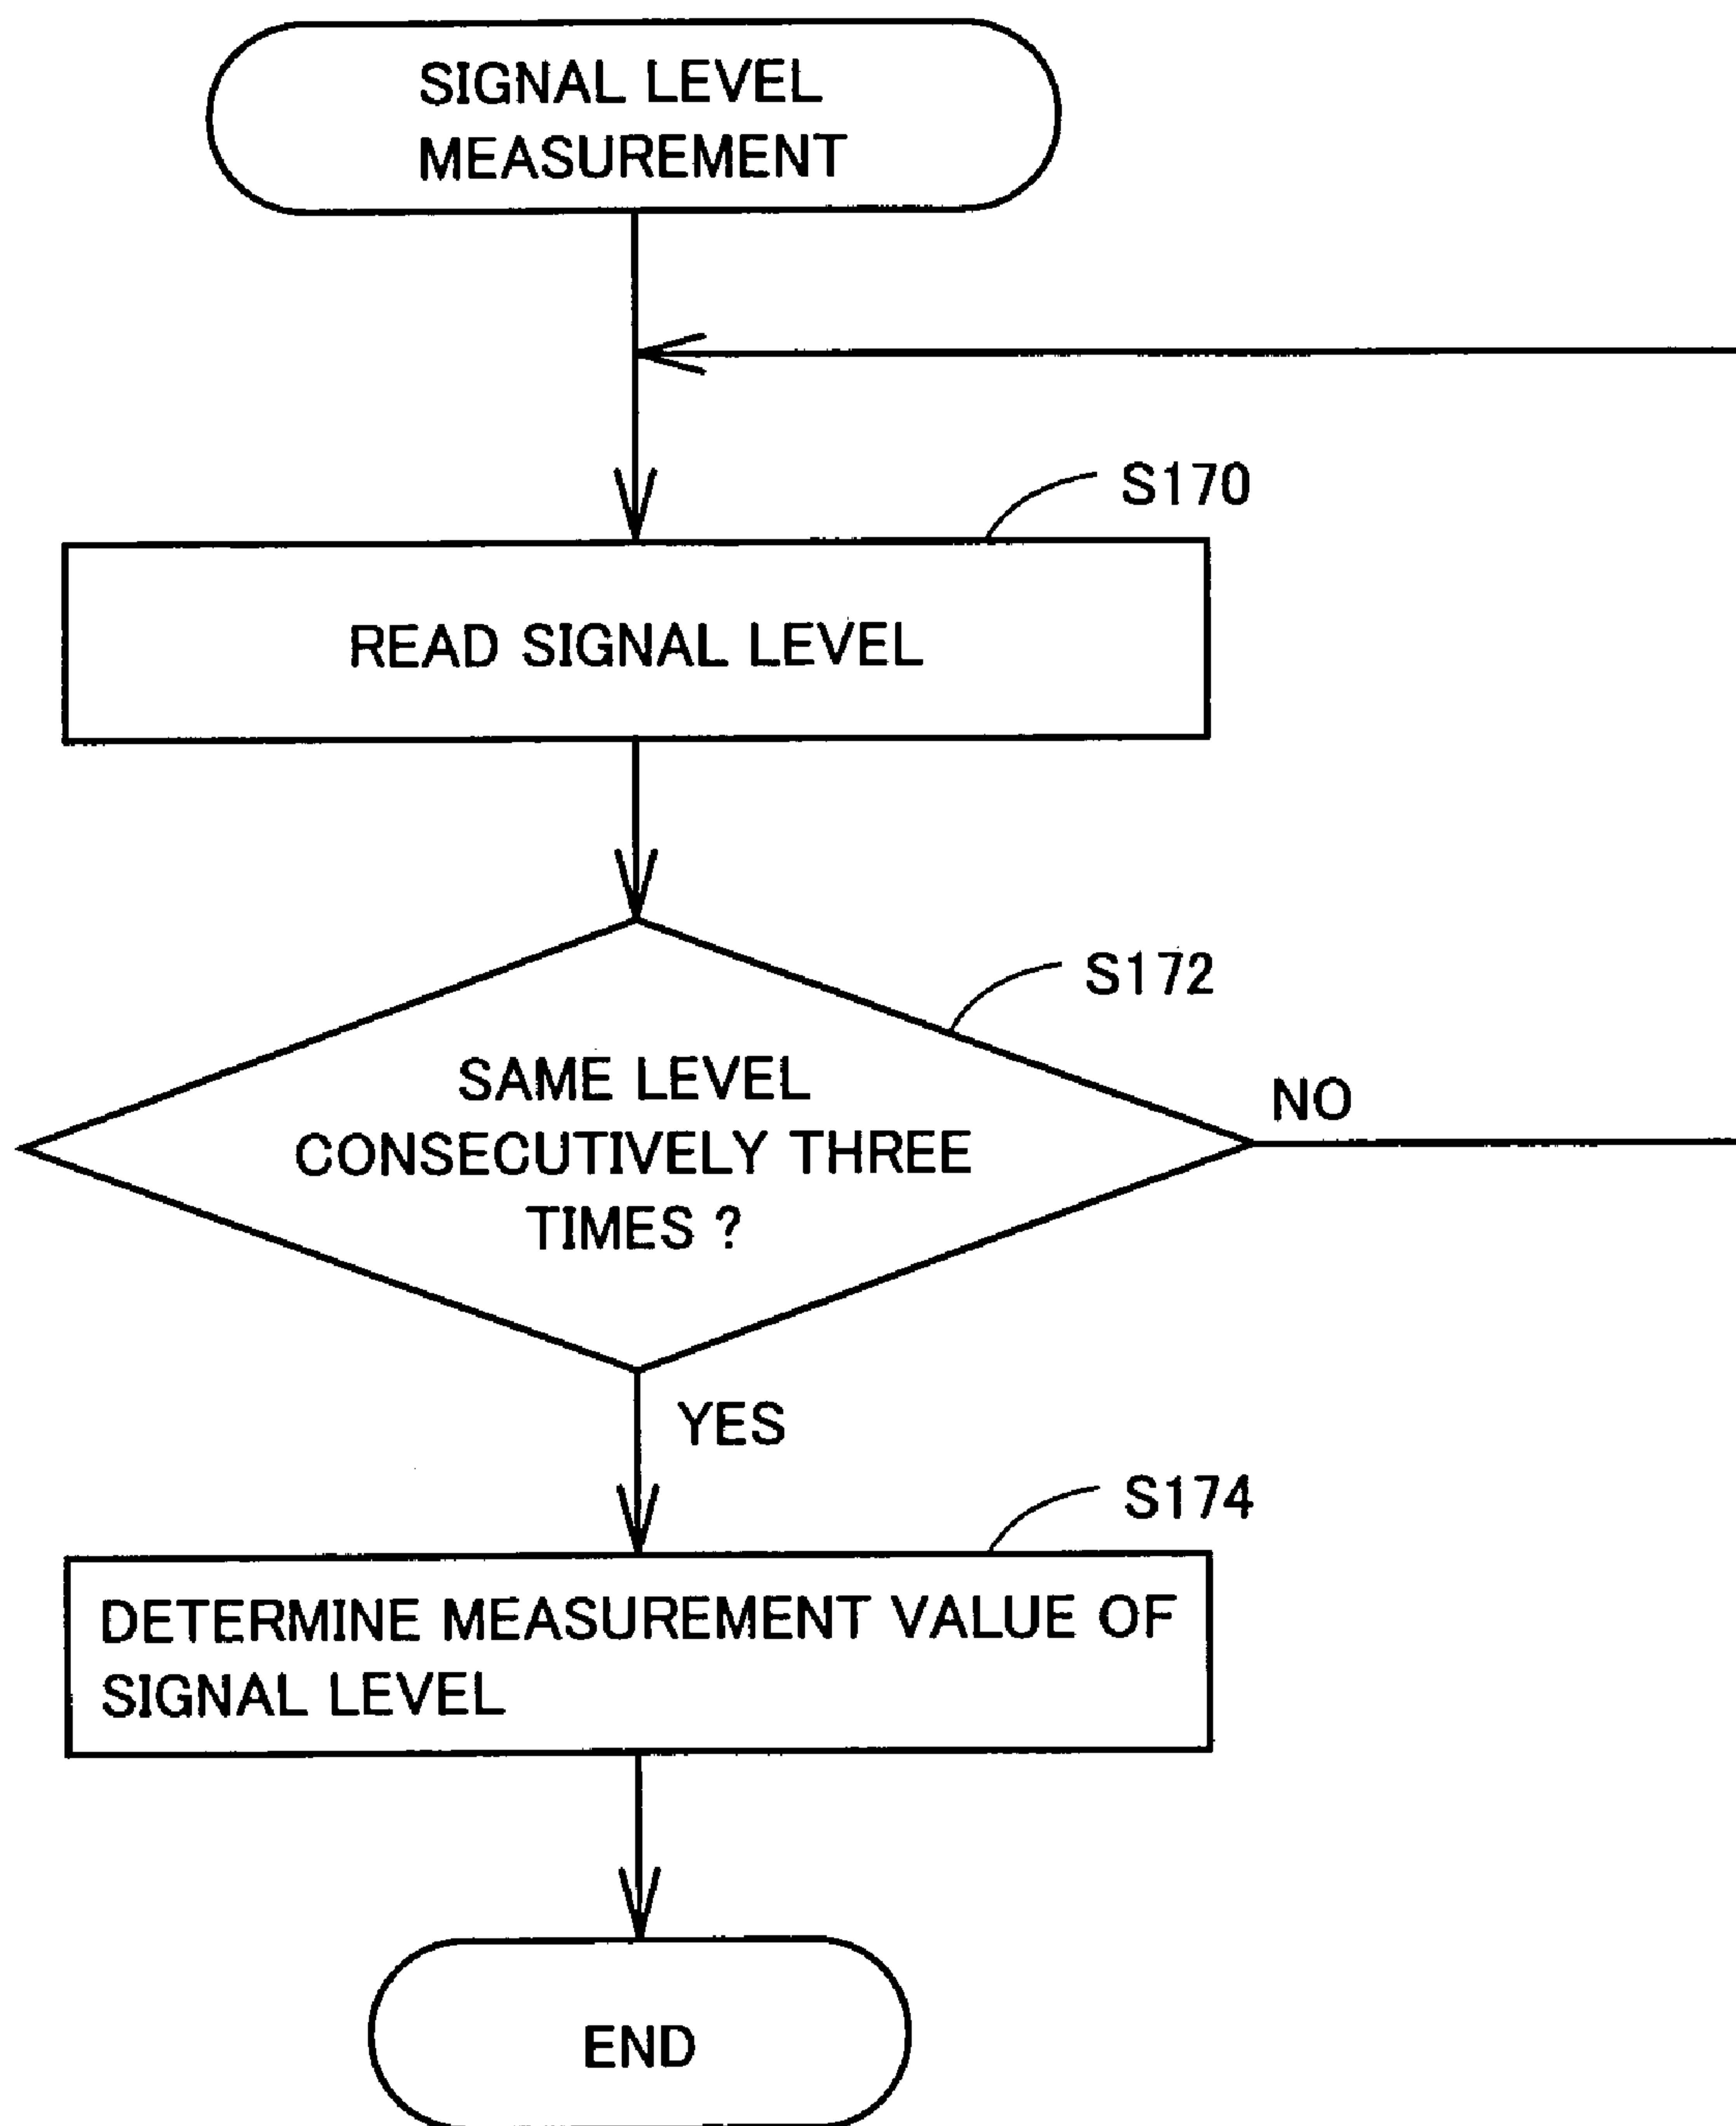 SIGNAL LEVEL
MEASUREMENT
S170
READ SIGNAL LEVEL
S172
SAME LEVEL
CONSECUTIVELY THREE
TIMES ?
NO
YES
S174
DETERMINE MEASUREMENT VALUE OF
SIGNAL LEVEL
END